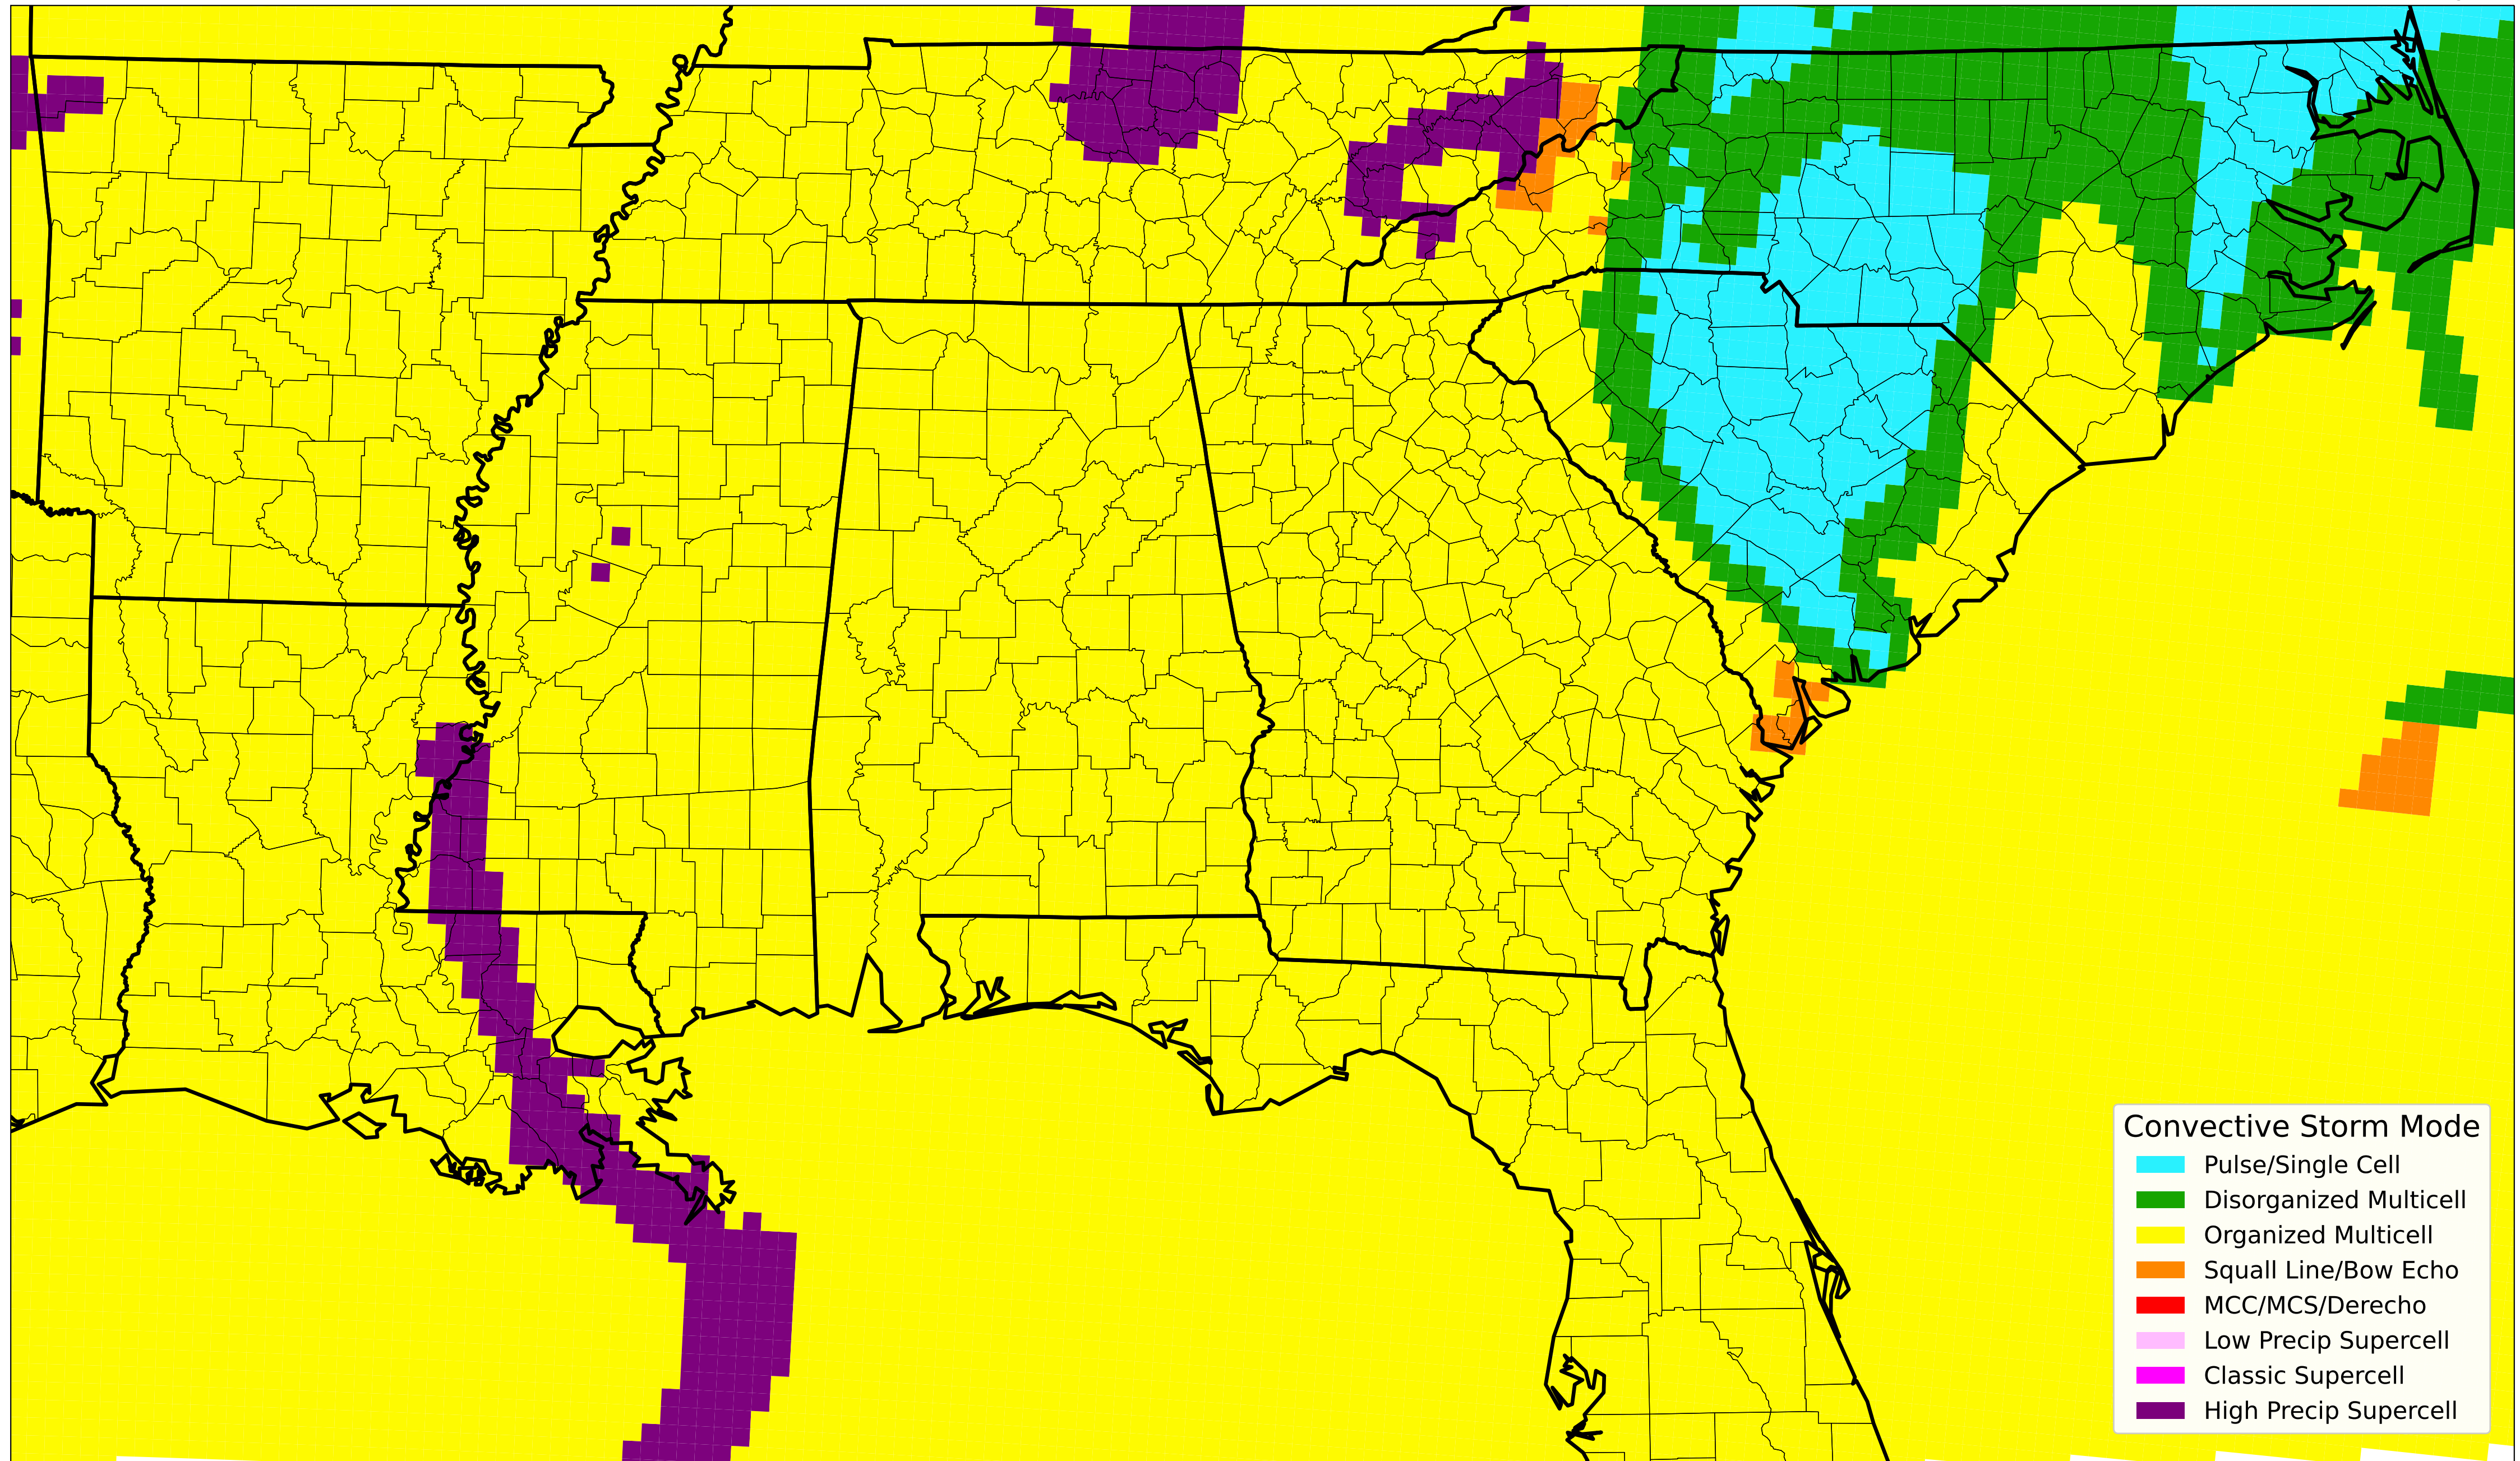 Convective Storm Mode
Pulse/Single Cell
Disorganized Multicell
Organized Multicell
Squall Line/Bow Echo
MCC/MCS/Derecho
Low Precip Supercell
Classic Supercell
High Precip Supercell